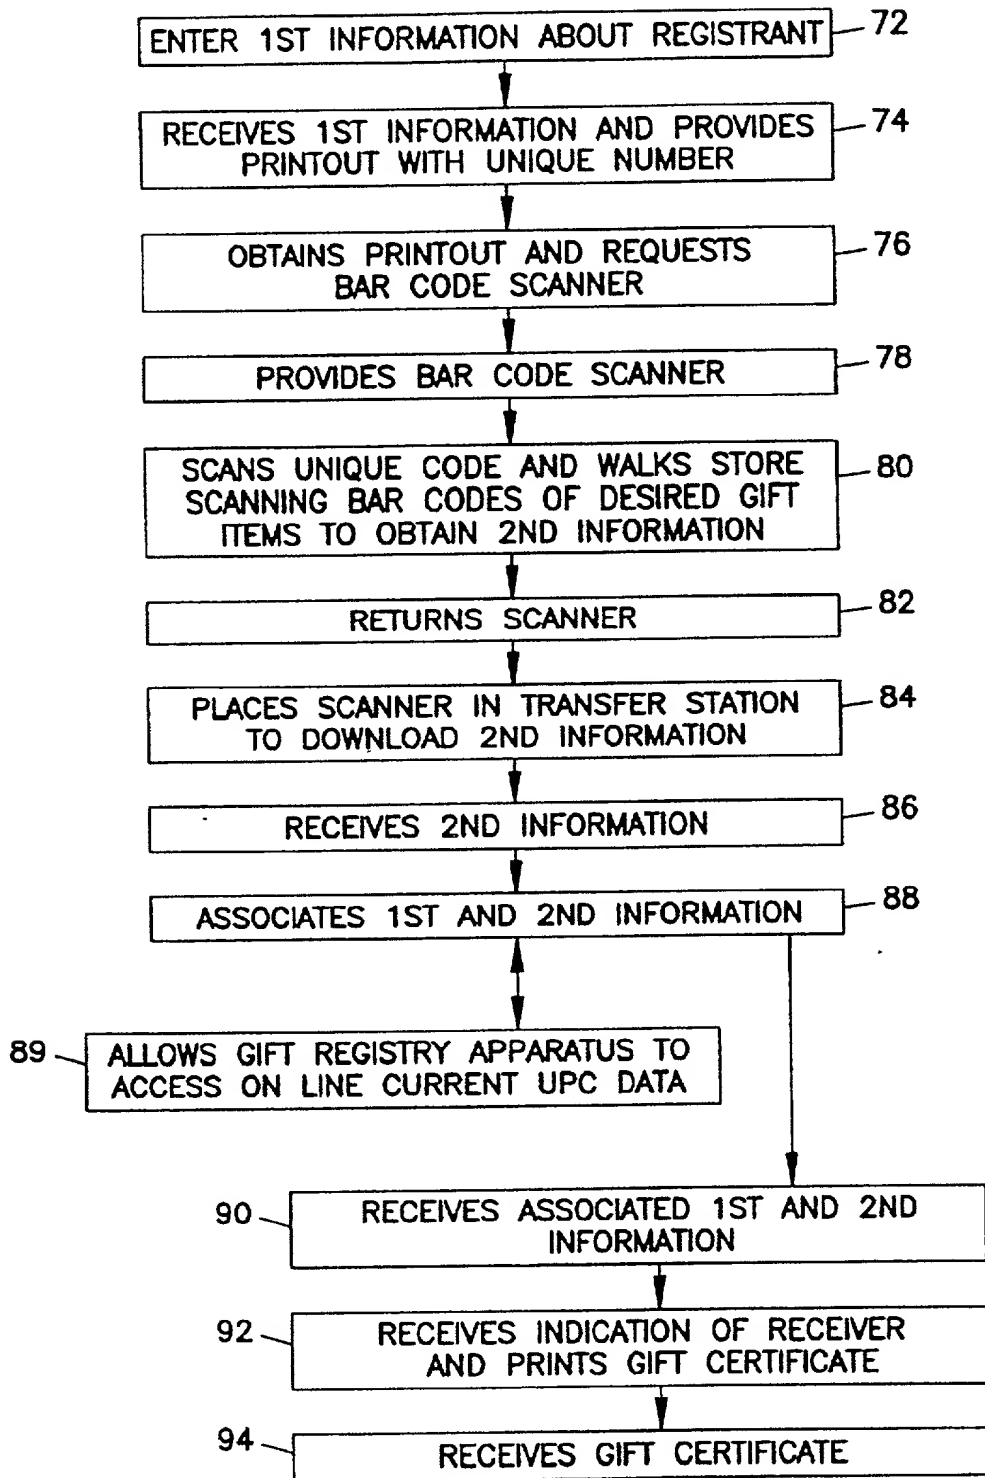 ENTER 1ST INFORMATION ABOUT REGISTRANT
72
RECEIVES 1ST INFORMATION AND PROVIDES
PRINTOUT WITH UNIQUE NUMBER
74
OBTAINS PRINTOUT AND REQUESTS
BAR CODE SCANNER
76
PROVIDES BAR CODE SCANNER
78
SCANS UNIQUE CODE AND WALKS STORE
SCANNING BAR CODES OF DESIRED GIFT
ITEMS TO OBTAIN 2ND INFORMATION
80
RETURNS SCANNER
82
PLACES SCANNER IN TRANSFER STATION
TO DOWNLOAD 2ND INFORMATION
84
RECEIVES 2ND INFORMATION
86
ASSOCIATES 1ST AND 2ND INFORMATION
88
89
ALLOWS GIFT REGISTRY APPARATUS TO
ACCESS ON LINE CURRENT UPC DATA
90
RECEIVES ASSOCIATED 1ST AND 2ND
INFORMATION
92
RECEIVES INDICATION OF RECEIVER
AND PRINTS GIFT CERTIFICATE
94
RECEIVES GIFT CERTIFICATE